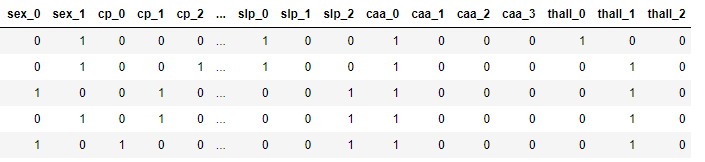 sex_0 sex_1 cp_0 cp_1 cp_2 ... slp_0 slp_1 slp_2 caa_0 caa_1 caa_2 caa_3 thall_0 thall_1 thall_2
0 1 0 0 0 ... 1 0 0 1 0 0 0 1 0 0
0 1 0 0 1 ... 1 0 0 1 0 0 0 0 1 0
1 0 0 1 0 ... 0 0 1 1 0 0 0 0 1 0
0 1 0 1 0 ... 0 0 1 1 0 0 0 0 1 0
1 0 1 0 0 ... 0 0 1 1 0 0 0 0 1 0